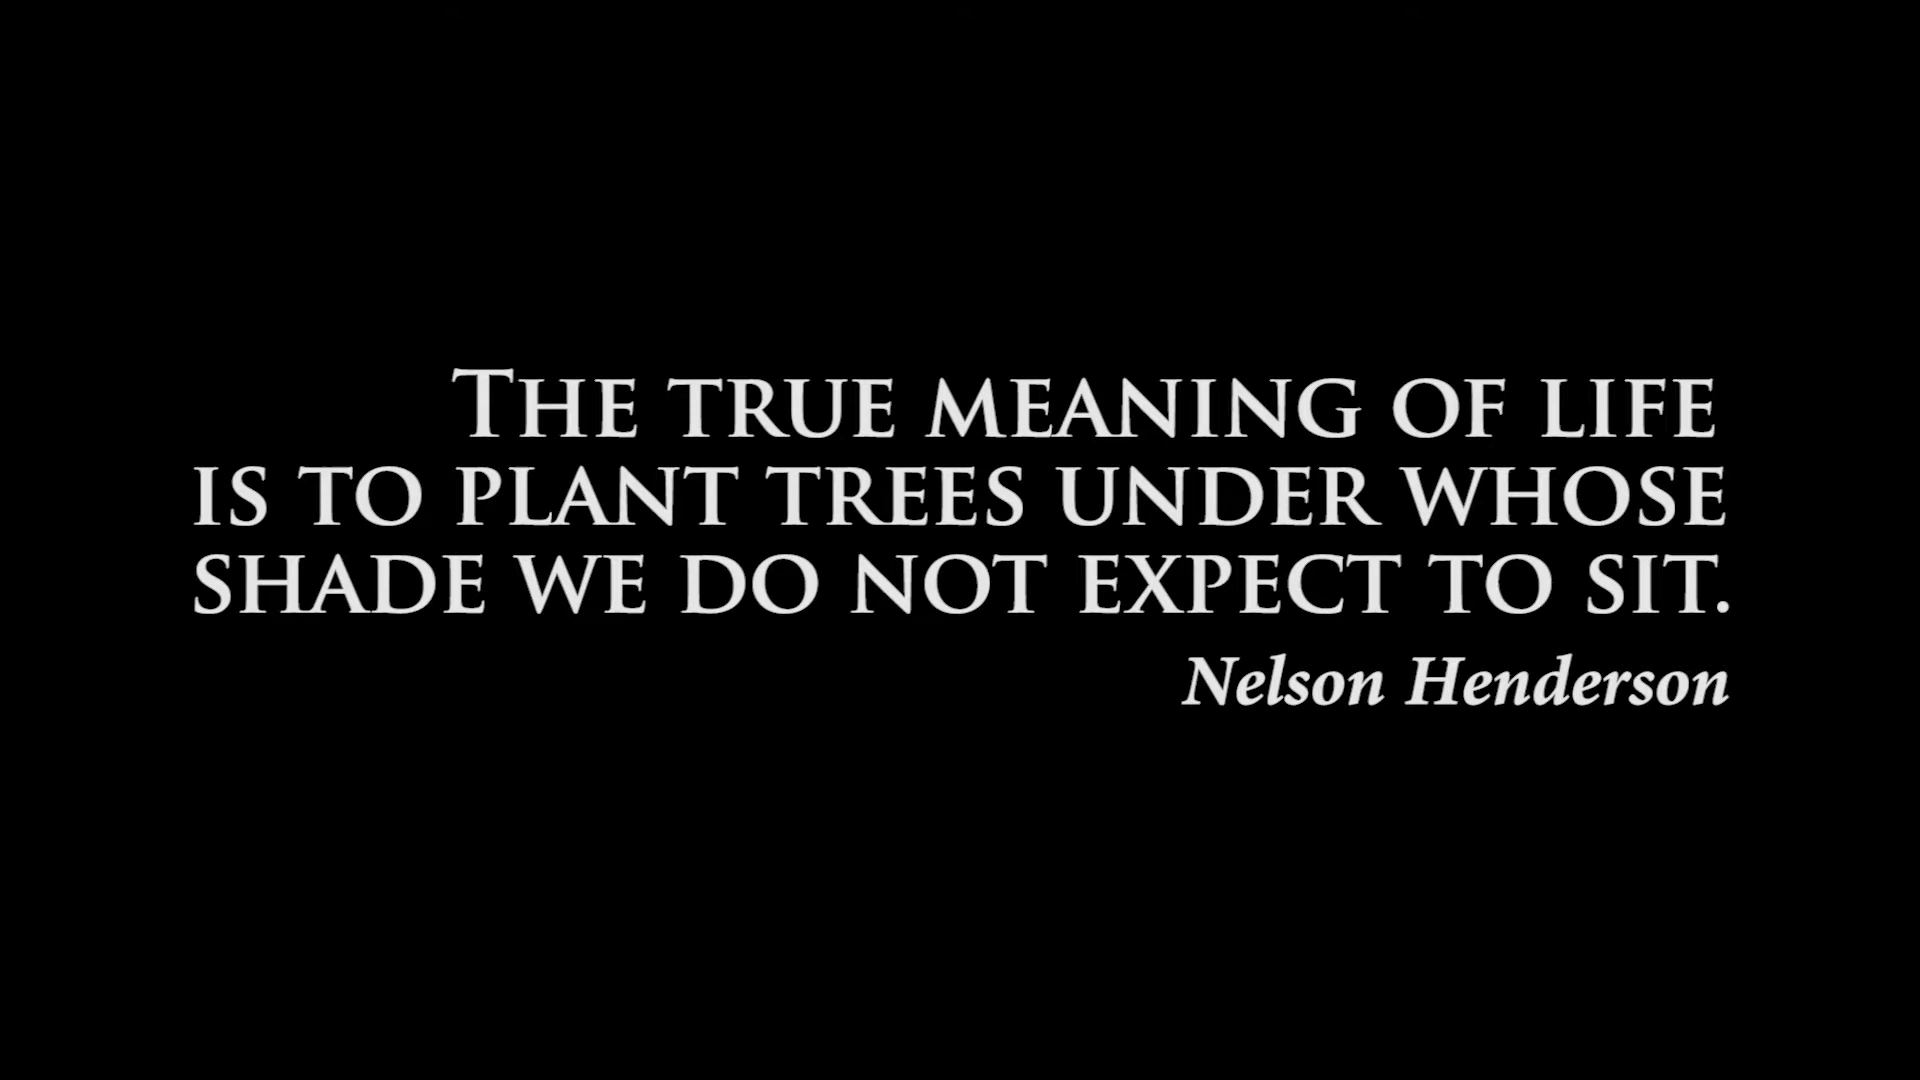 The true meaning of life
is to plant trees under whose
shade we do not expect to sit.
Nelson Henderson